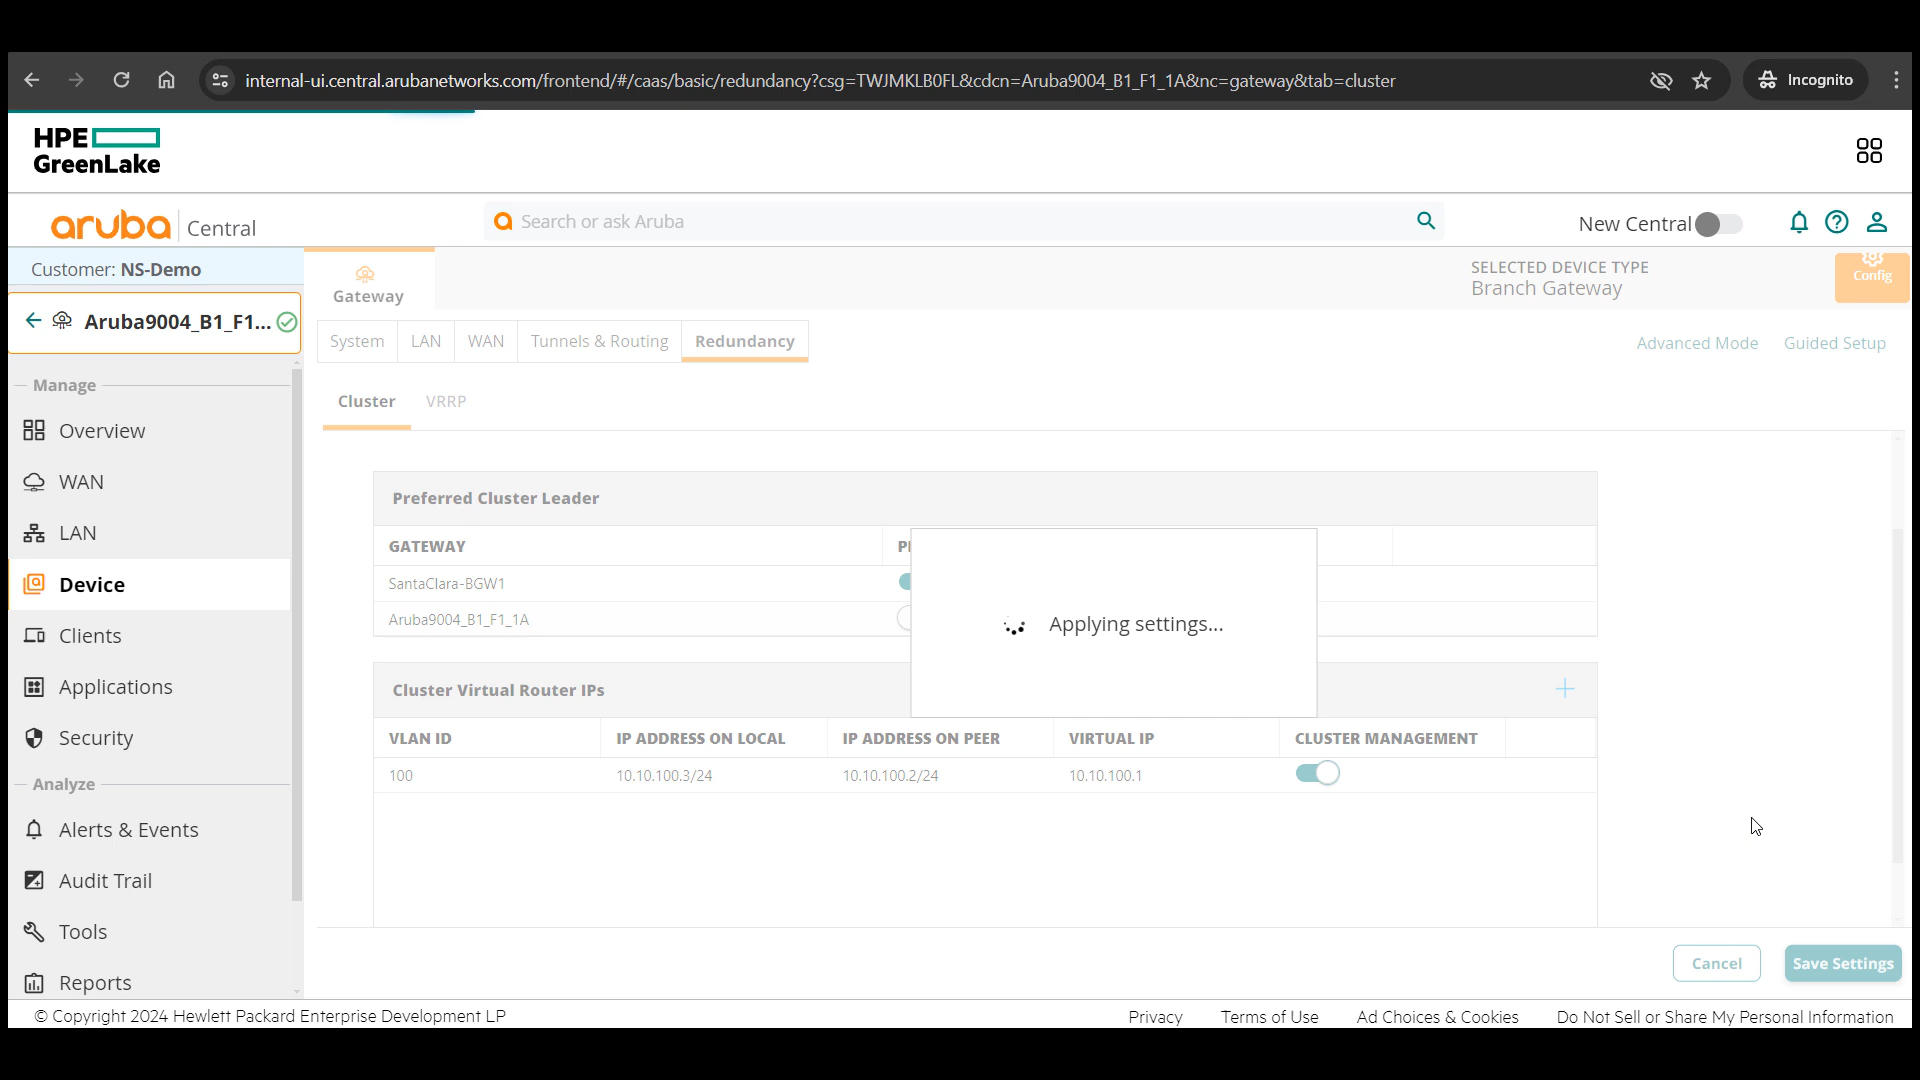 internal-ui.central.arubanetworks.com/frontend/#/caas/basic/redundancy?csg=TWJMKLB0FL&cdcn=Aruba9004_B1_F1_1A&nc=gateway&tab=cluster
Incognito
HPE
GreenLake
aruba Central
Search or ask Aruba
New Central
Customer: NS-Demo
Gateway
SELECTED DEVICE TYPE
Branch Gateway
Config
Aruba9004_B1_F1...
System LAN WAN Tunnels & Routing Redundancy
Advanced Mode Guided Setup
Manage
Cluster VRRP
Overview
WAN
LAN
Device
Clients
Applications
Security
Analyze
Alerts & Events
Audit Trail
Tools
Reports
Preferred Cluster Leader
GATEWAY
SantaClara-BGW1
Aruba9004_B1_F1_1A
Applying settings...
Cluster Virtual Router IPs
VLAN ID IP ADDRESS ON LOCAL IP ADDRESS ON PEER VIRTUAL IP CLUSTER MANAGEMENT
100 10.10.100.3/24 10.10.100.2/24 10.10.100.1
Cancel Save Settings
© Copyright 2024 Hewlett Packard Enterprise Development LP
Privacy Terms of Use Ad Choices & Cookies Do Not Sell or Share My Personal Information